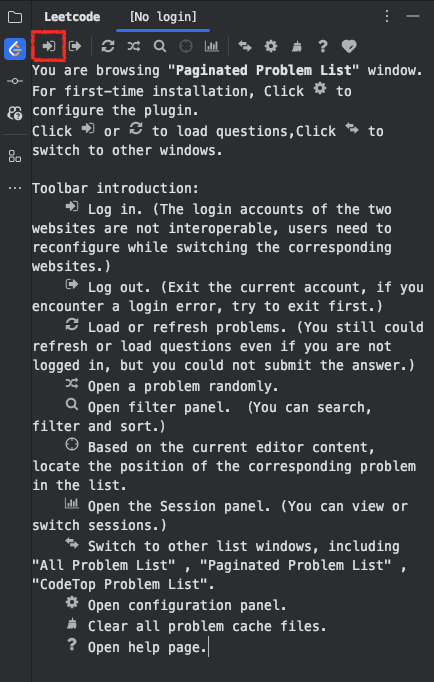 Leetcode [No login]
You are browsing "Paginated Problem List" window.
For first-time installation, Click to
configure the plugin.
Click or to load questions,Click to
switch to other windows.
Toolbar introduction:
Log in. (The login accounts of the two
websites are not interoperable, users need to
reconfigure while switching the corresponding
websites.)
Log out. (Exit the current account, if you
encounter a login error, try to exit first.)
Load or refresh problems. (You still could
refresh or load questions even if you are not
logged in, but you could not submit the answer.)
Open a problem randomly.
Open filter panel.  (You can search,
filter and sort.)
Based on the current editor content,
locate the position of the corresponding problem
in the list.
Open the Session panel. (You can view or
switch sessions.)
Switch to other list windows, including
"All Problem List" , "Paginated Problem List" ,
"CodeTop Problem List".
Open configuration panel.
Clear all problem cache files.
Open help page.